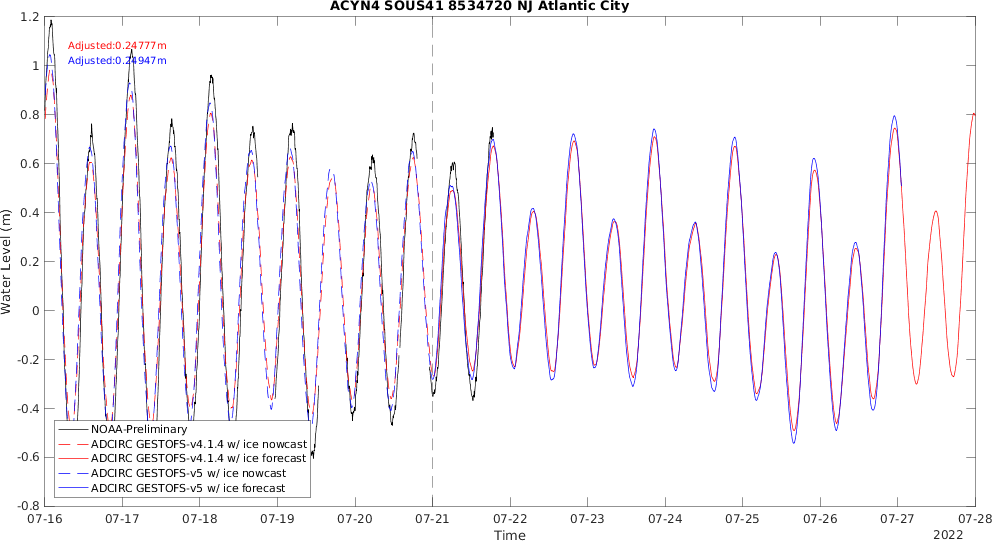 ACYN4 SOUS41 8534720 NJ Atlantic City
1.2
1
0.8
0.6
0.4
0.2
0
-0.2
-0.4
-0.6
-0.8
Water Level (m)
Adjusted:0.24777m
Adjusted:0.24947m
NOAA-Preliminary
ADCIRC GESTOFS-v4.1.4 w/ ice nowcast
ADCIRC GESTOFS-v4.1.4 w/ ice forecast
ADCIRC GESTOFS-v5 w/ ice nowcast
ADCIRC GESTOFS-v5 w/ ice forecast
07-16 07-17 07-18 07-19 07-20 07-21 07-22 07-23 07-24 07-25 07-26 07-27 07-28
Time
2022